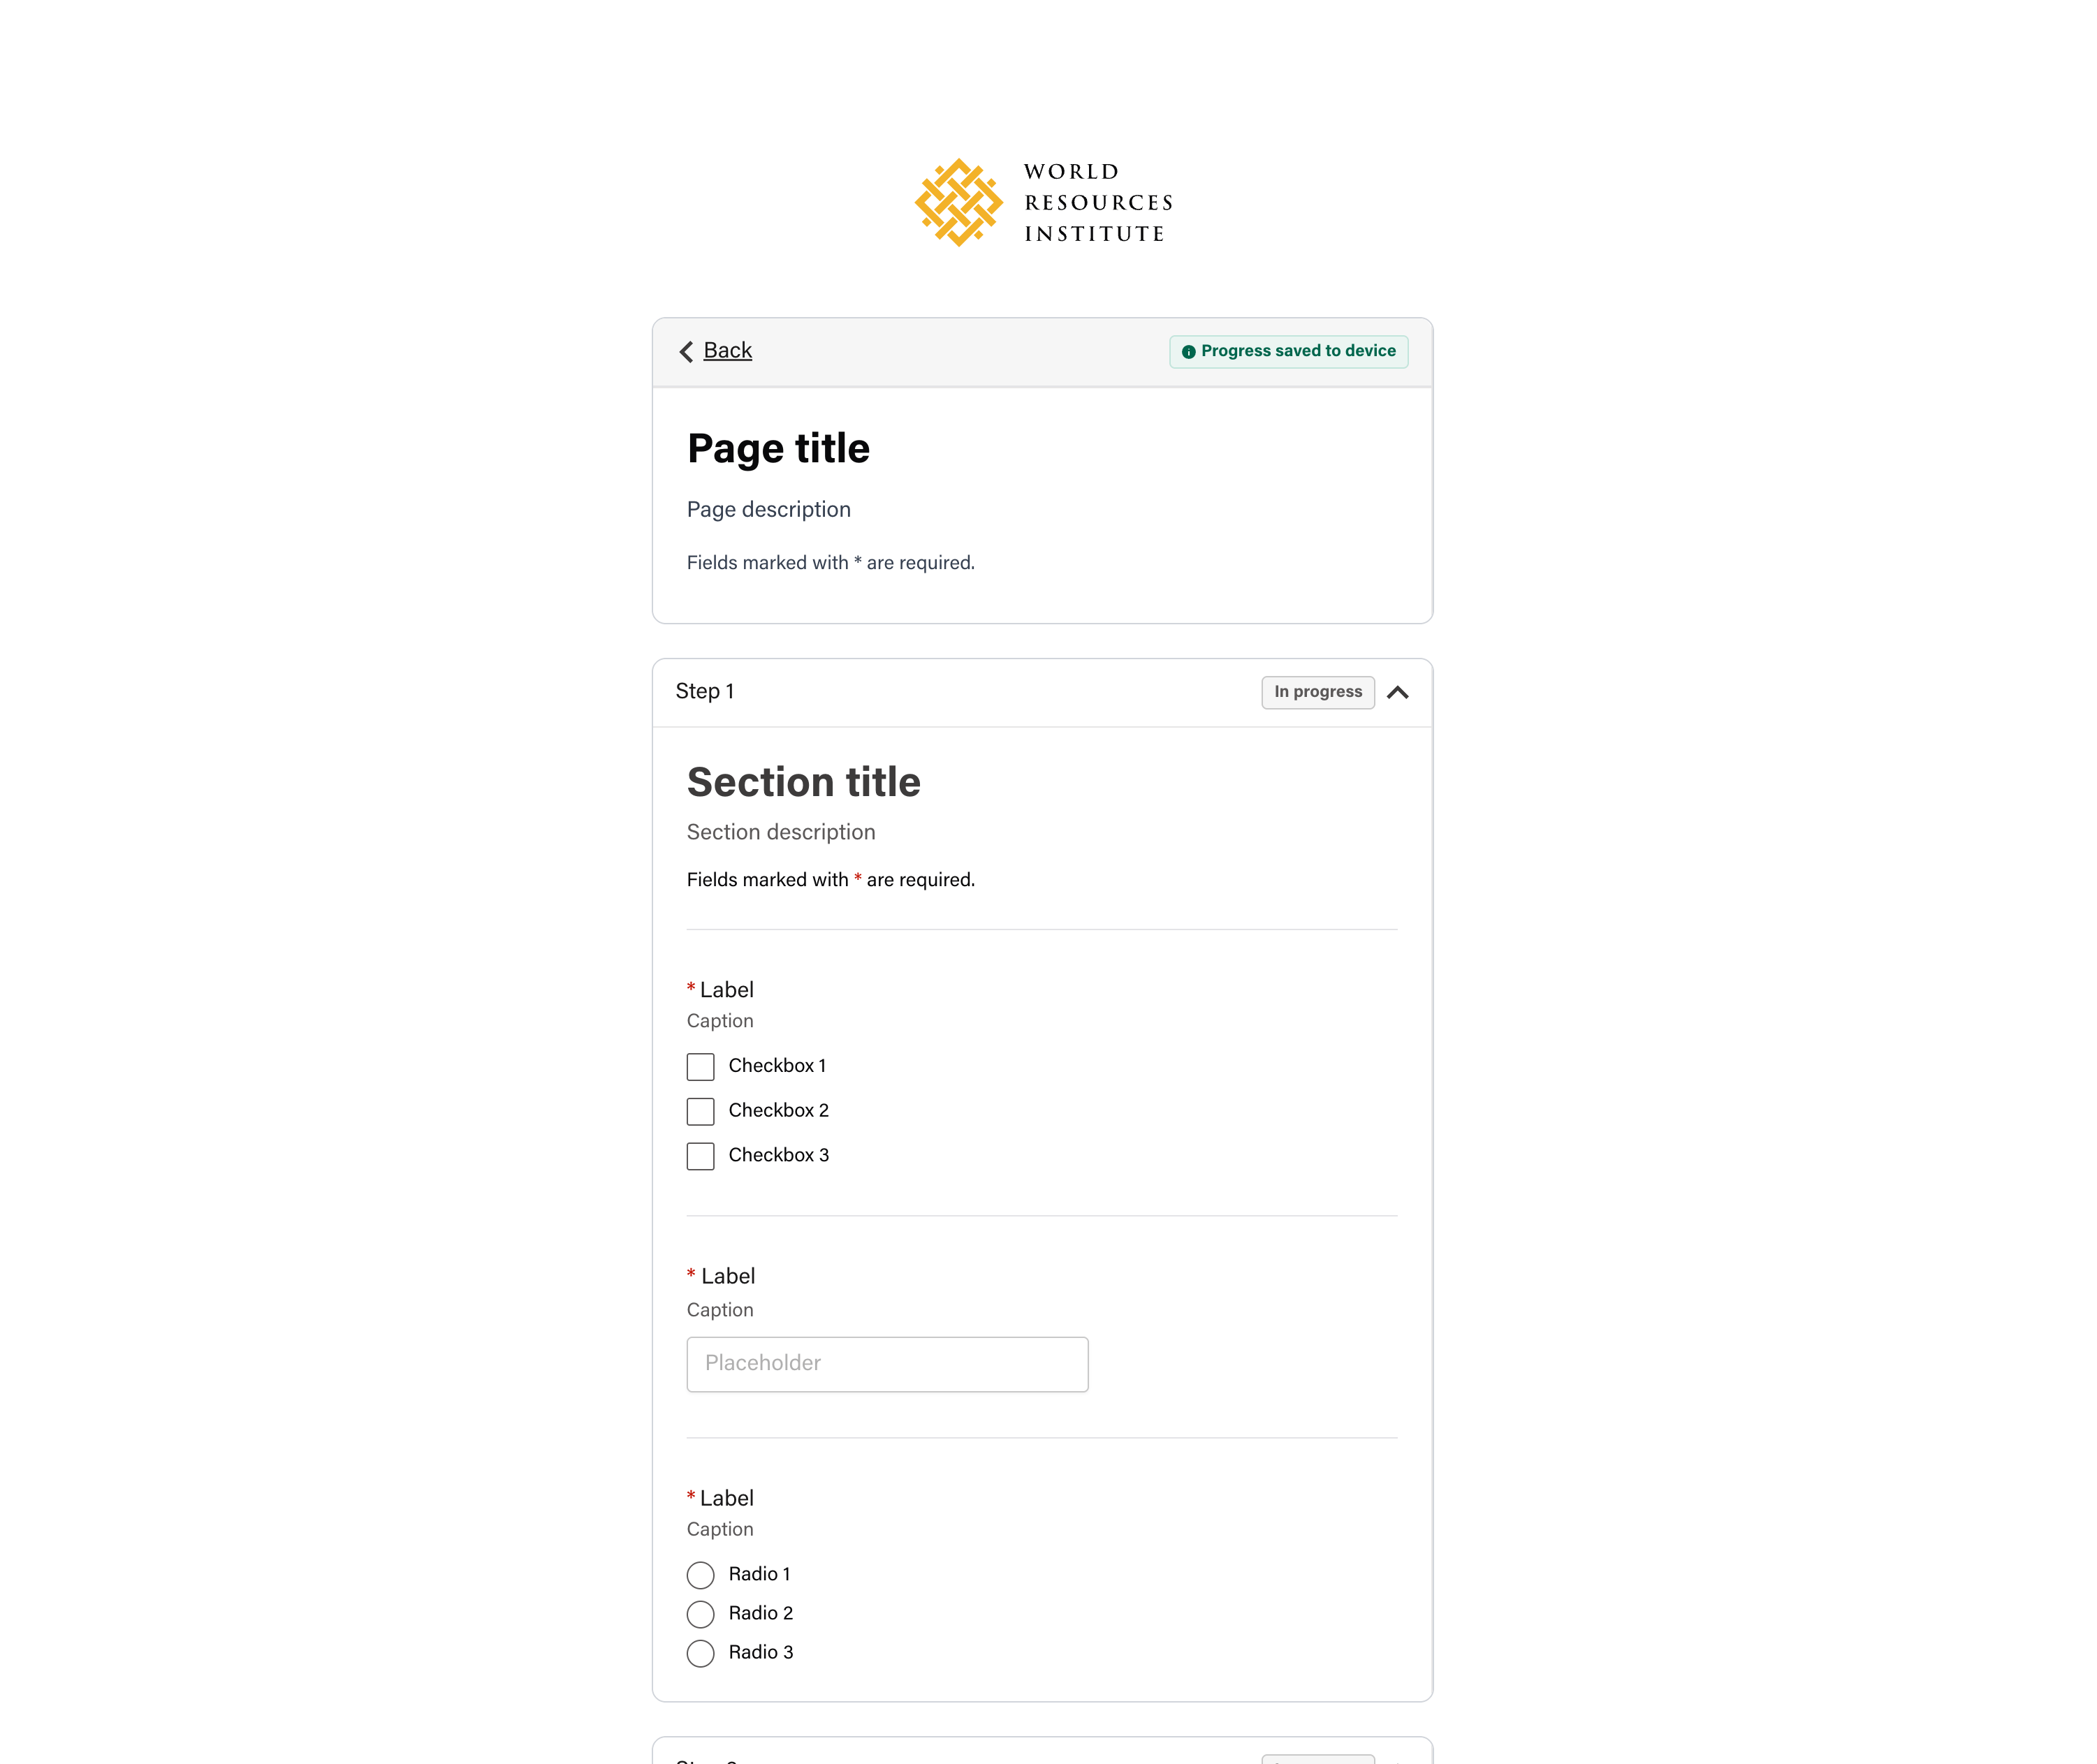 WORLD
RESOURCES
INSTITUTE
Back
Progress saved to device
Page title
Page description
Fields marked with * are required.
Step 1
In progress
Section title
Section description
Fields marked with * are required.
* Label
Caption
Checkbox 1
Checkbox 2
Checkbox 3
* Label
Caption
Placeholder
* Label
Caption
Radio 1
Radio 2
Radio 3